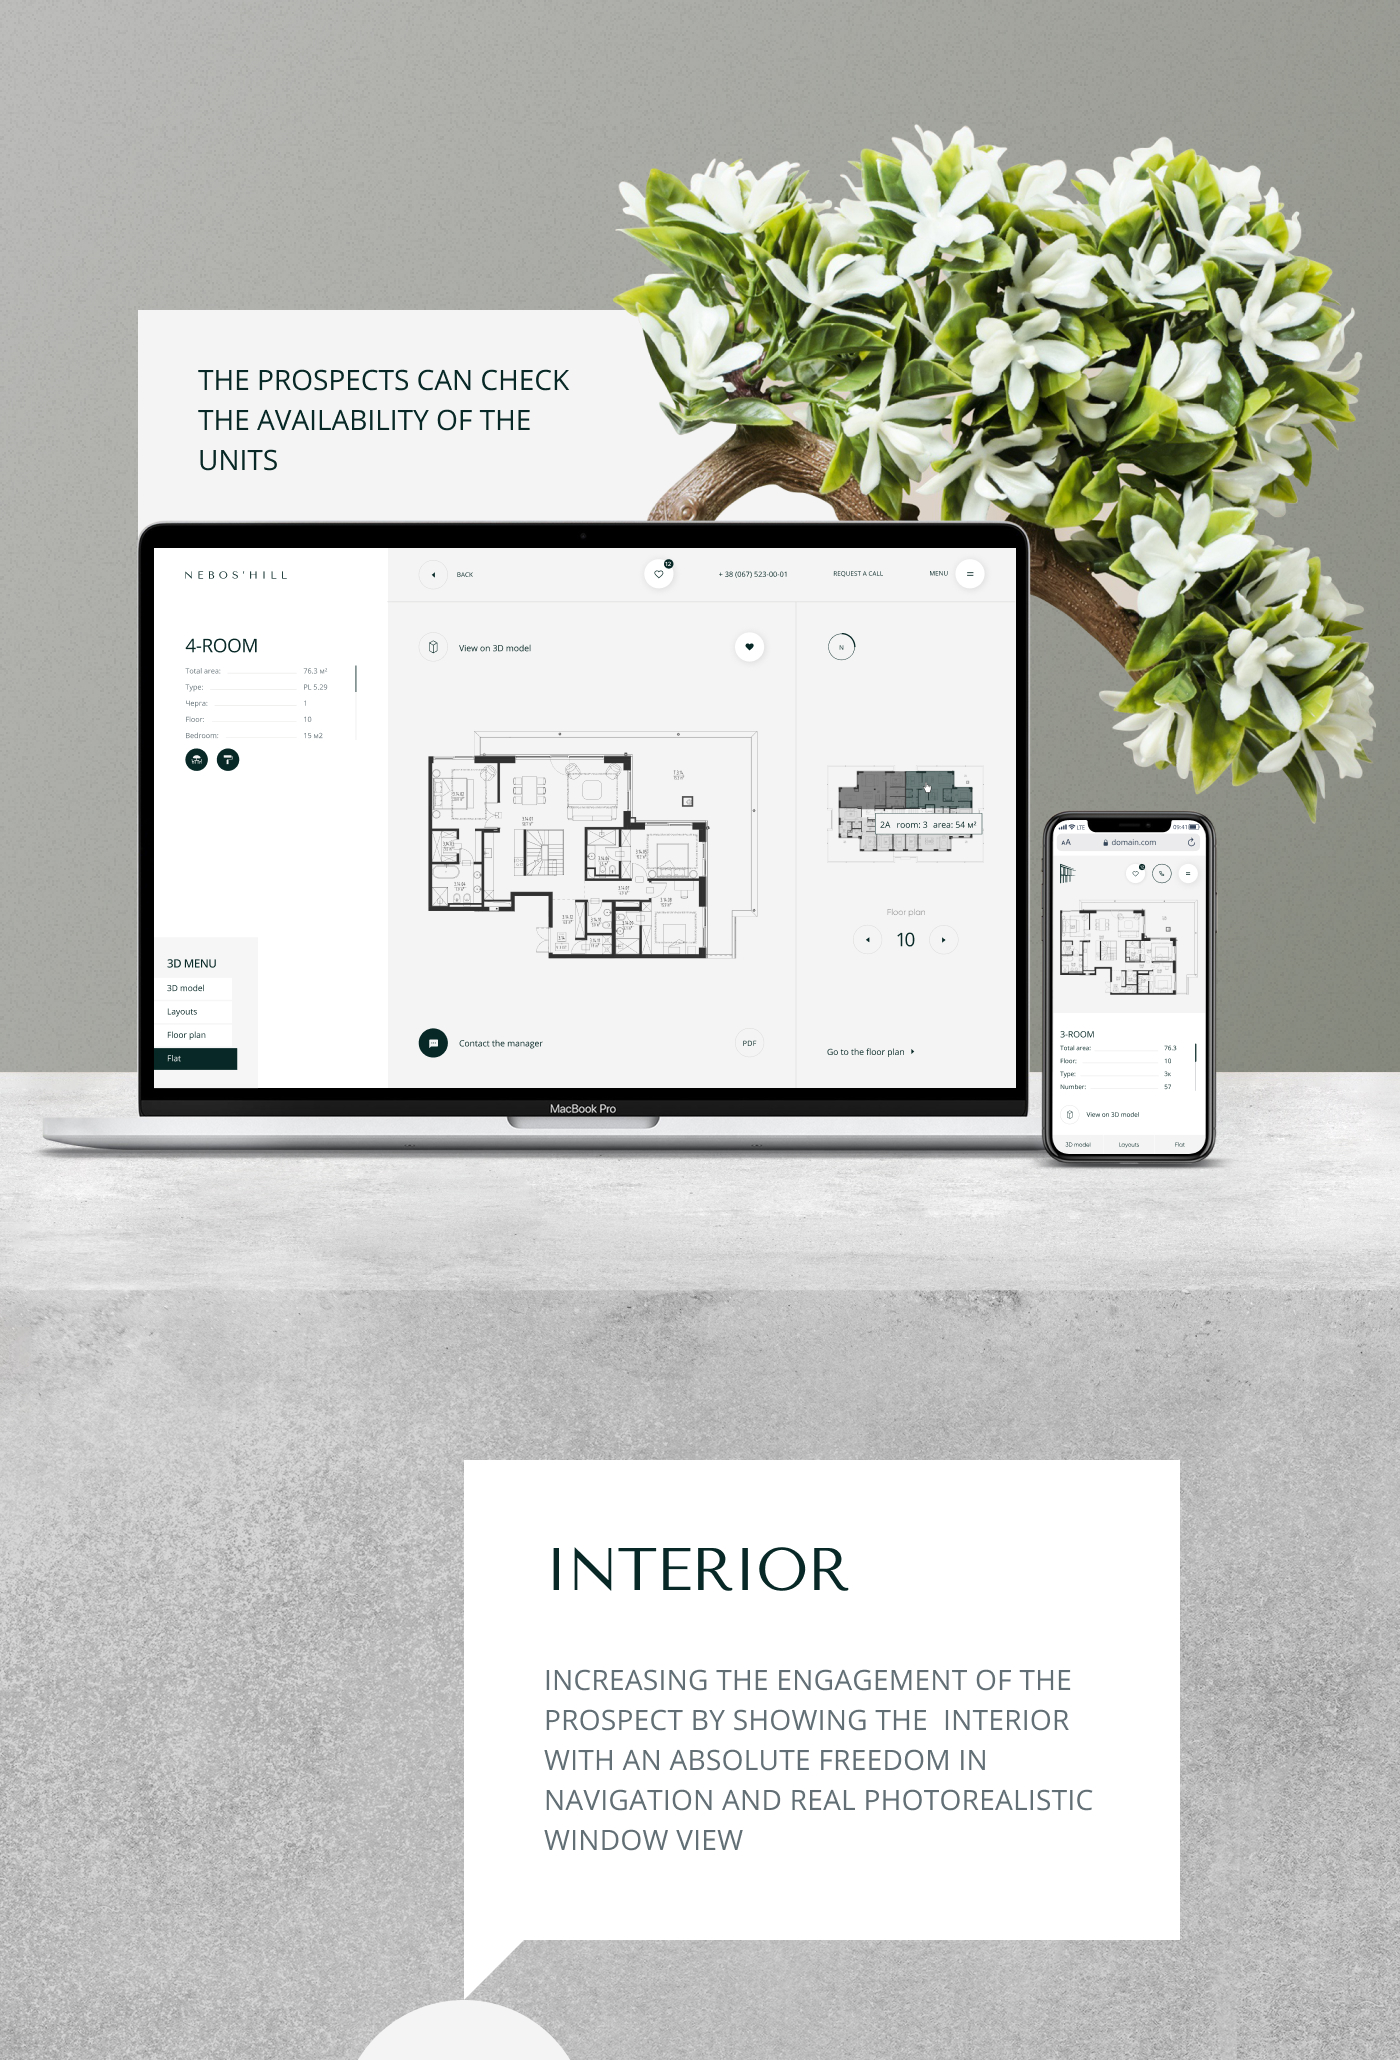 THE PROSPECTS CAN CHECK
THE AVAILABILITY OF THE
UNITS
NEBOS'HILL
BACK
12
+ 38 (067) 523-00-01
REQUEST A CALL
MENU
4-ROOM
Total area: 76.3 м²
Type: PL 5.29
Черга: 1
Floor: 10
Bedroom: 15 м2
View on 3D model
N
2A room: 3 area: 54 м²
Floor plan
10
3D MENU
3D model
Layouts
Floor plan
Flat
Contact the manager
PDF
Go to the floor plan
MacBook Pro
LTE
09:41
AA
domain.com
3-ROOM
Total area: 76.3
Floor: 10
Type: 3к
Number: 57
View on 3D model
3D model
Layouts
Flat
INTERIOR
INCREASING THE ENGAGEMENT OF THE
PROSPECT BY SHOWING THE  INTERIOR
WITH AN ABSOLUTE FREEDOM IN
NAVIGATION AND REAL PHOTOREALISTIC
WINDOW VIEW